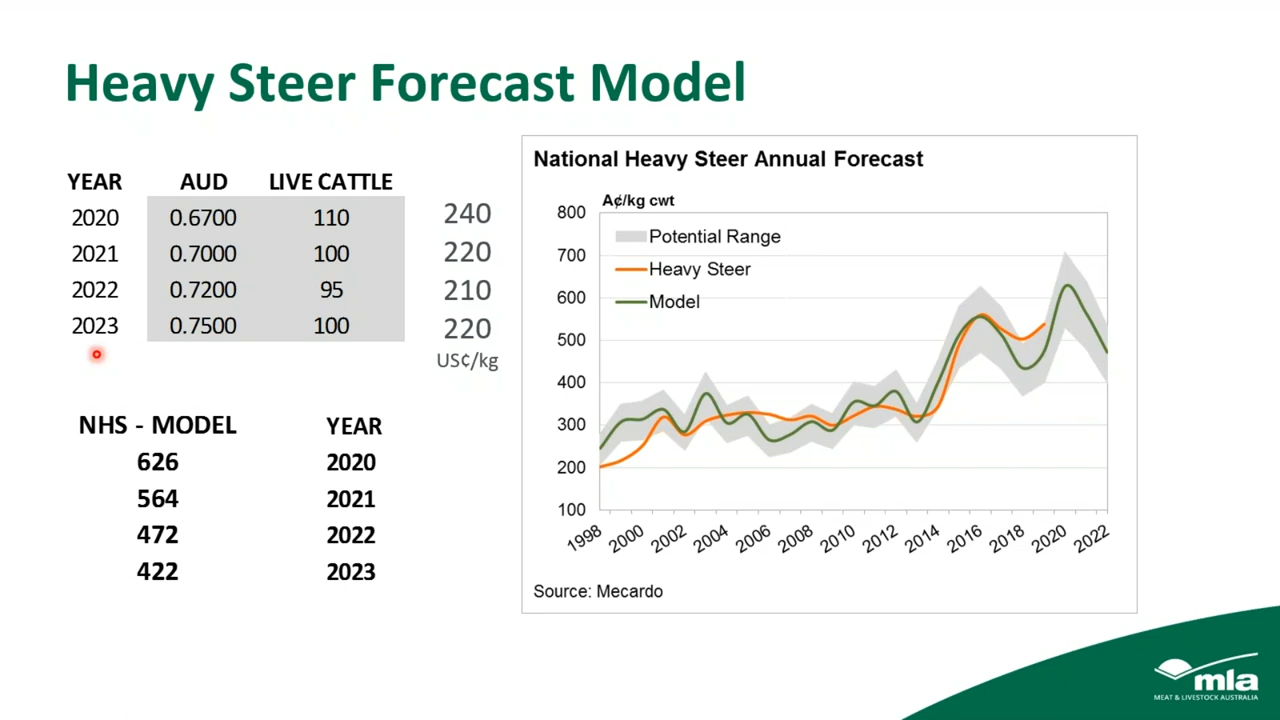 Heavy Steer Forecast Model
YEAR AUD LIVE CATTLE
2020 0.6700 110 240
2021 0.7000 100 220
2022 0.7200 95 210
2023 0.7500 100 220
US¢/kg
NHS - MODEL YEAR
626 2020
564 2021
472 2022
422 2023
National Heavy Steer Annual Forecast
A¢/kg cwt
800
700
600
500
400
300
200
100
Potential Range
Heavy Steer
Model
1998 2000 2002 2004 2006 2008 2010 2012 2014 2016 2018 2020 2022
Source: Mecardo
mla
MEAT & LIVESTOCK AUSTRALIA